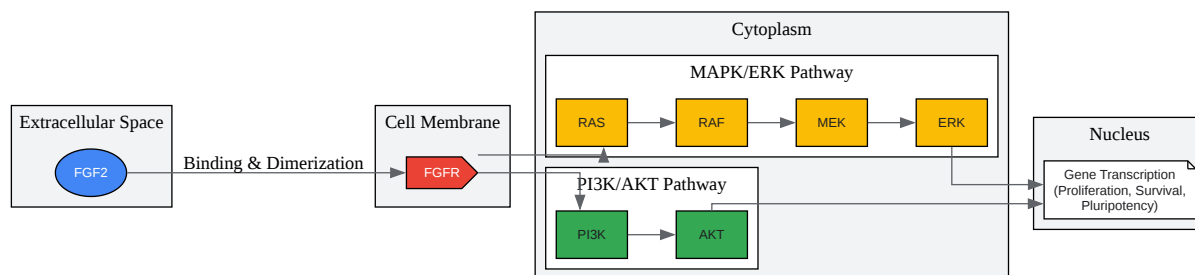 Extracellular Space
FGF2
Binding & Dimerization
Cell Membrane
FGFR
Cytoplasm
MAPK/ERK Pathway
RAS
RAF
MEK
ERK
PI3K/AKT Pathway
PI3K
AKT
Nucleus
Gene Transcription
(Proliferation, Survival,
Pluripotency)